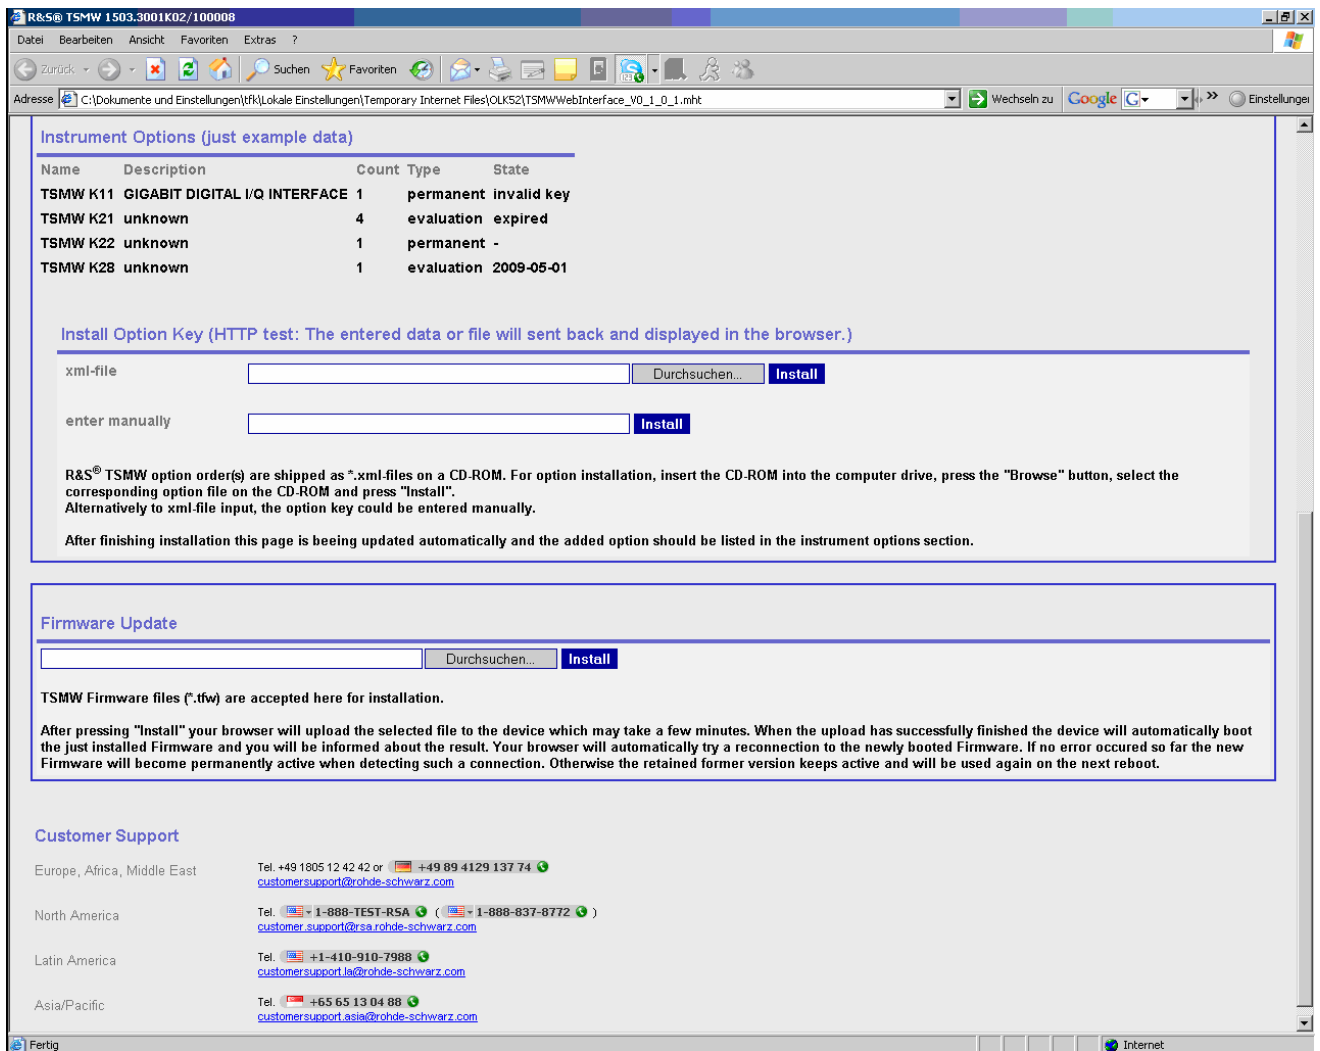 R&S® TSMW 1503.3001K02/100008
Datei Bearbeiten Ansicht Favoriten Extras ?
Zurück Suchen Favoriten
Adresse C:\Dokumente und Einstellungen\tfk\Lokale Einstellungen\Temporary Internet Files\OLK52\TSMWWebInterface_V0_1_0_1.mht Wechseln zu Google G >> Einstellunger
Instrument Options (just example data)
Name Description Count Type State
TSMW K11 GIGABIT DIGITAL I/Q INTERFACE 1 permanent invalid key
TSMW K21 unknown 4 evaluation expired
TSMW K22 unknown 1 permanent -
TSMW K28 unknown 1 evaluation 2009-05-01
Install Option Key (HTTP test: The entered data or file will sent back and displayed in the browser.)
xml-file Durchsuchen... Install
enter manually Install
R&S® TSMW option order(s) are shipped as *.xml-files on a CD-ROM. For option installation, insert the CD-ROM into the computer drive, press the "Browse" button, select the
corresponding option file on the CD-ROM and press "Install".
Alternatively to xml-file input, the option key could be entered manually.
After finishing installation this page is beeing updated automatically and the added option should be listed in the instrument options section.
Firmware Update
Durchsuchen... Install
TSMW Firmware files (*.tfw) are accepted here for installation.
After pressing "Install" your browser will upload the selected file to the device which may take a few minutes. When the upload has successfully finished the device will automatically boot
the just installed Firmware and you will be informed about the result. Your browser will automatically try a reconnection to the newly booted Firmware. If no error occured so far the new
Firmware will become permanently active when detecting such a connection. Otherwise the retained former version keeps active and will be used again on the next reboot.
Customer Support
Europe, Africa, Middle East Tel. +49 1805 12 42 42 or +49 89 4129 137 74
customersupport@rohde-schwarz.com
North America Tel. 1-888-TEST-RSA ( 1-888-837-8772 )
customer.support@rsa.rohde-schwarz.com
Latin America Tel. +1-410-910-7988
customersupport.la@rohde-schwarz.com
Asia/Pacific Tel. +65 65 13 04 88
customersupport.asia@rohde-schwarz.com
Fertig Internet